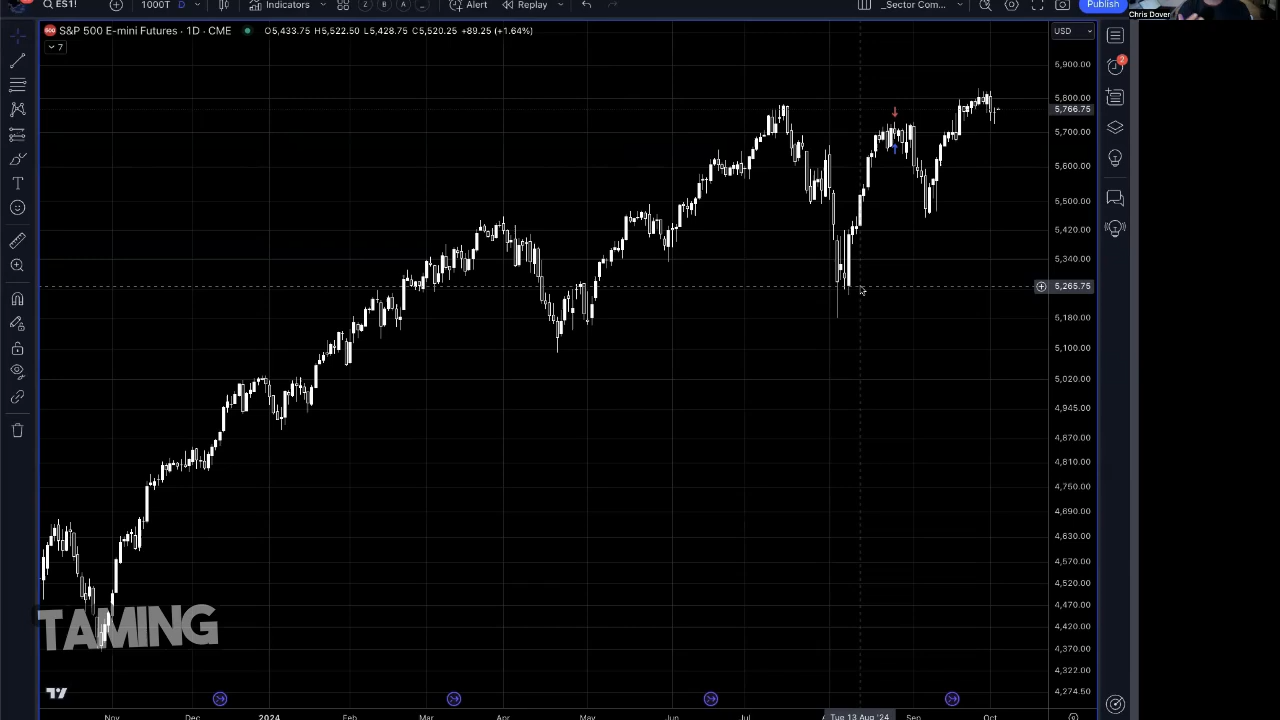 ES1!
1000T
D
Indicators
Z
B
A
Alert
Replay
_Sector Com...
Publish
Chris Dover
S&P 500 E-mini Futures · 1D · CME
O5,433.75 H5,522.50 L5,428.75 C5,520.25 +89.25 (+1.64%)
7
USD
2
5,900.00
5,800.00
5,766.75
5,700.00
5,600.00
5,500.00
5,420.00
5,340.00
5,265.75
5,180.00
5,100.00
5,020.00
4,945.00
4,870.00
4,810.00
4,750.00
4,690.00
4,630.00
4,570.00
4,520.00
4,470.00
4,420.00
4,370.00
4,322.00
4,274.50
TAMING
Nov
Dec
2024
Feb
Mar
Apr
May
Jun
Jul
Tue 13 Aug '24
Sep
Oct